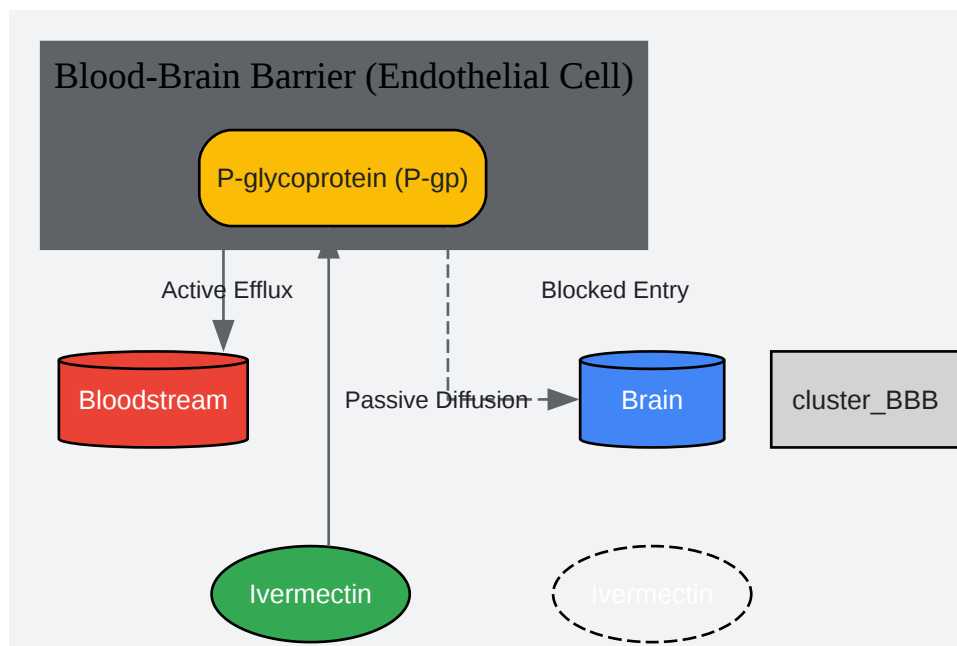 Blood-Brain Barrier (Endothelial Cell)
P-glycoprotein (P-gp)
Active Efflux
Blocked Entry
Bloodstream
Passive Diffusion
Brain
cluster_BBB
Ivermectin
Ivermectin